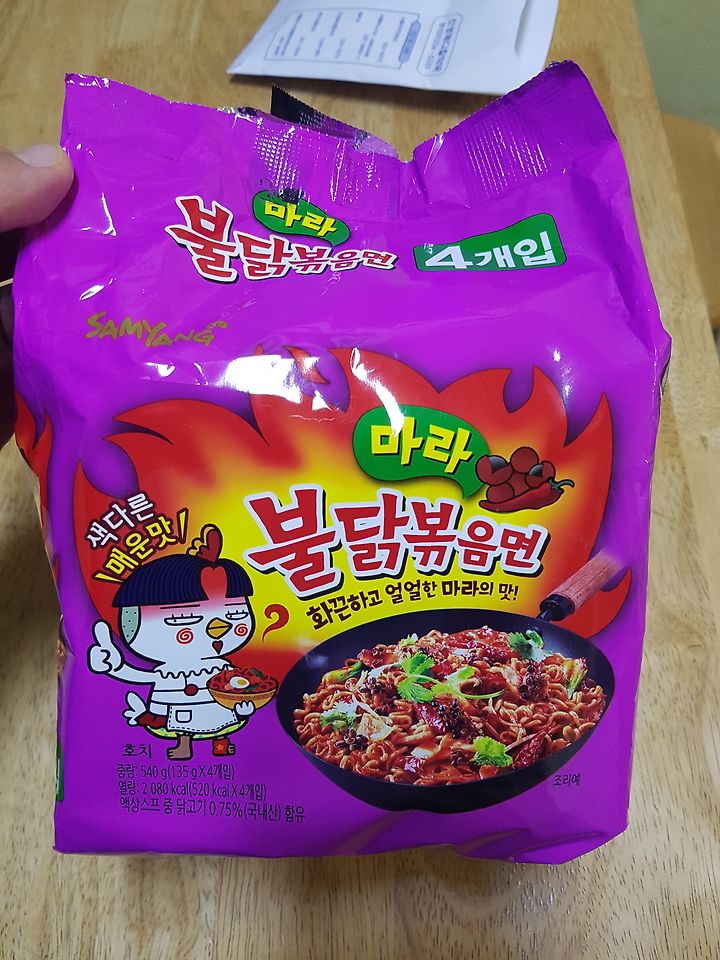 마라
불닭볶음면
4개입
SAMYANG
마라
색다른
매운맛
불닭볶음면
화끈하고 얼얼한 마라의 맛!
호치
중량: 540 g(135 g X 4개입)
열량: 2,080 kcal(520 kcal X 4개입)
액상스프 중 닭고기 0.75%(국내산) 함유
조리예